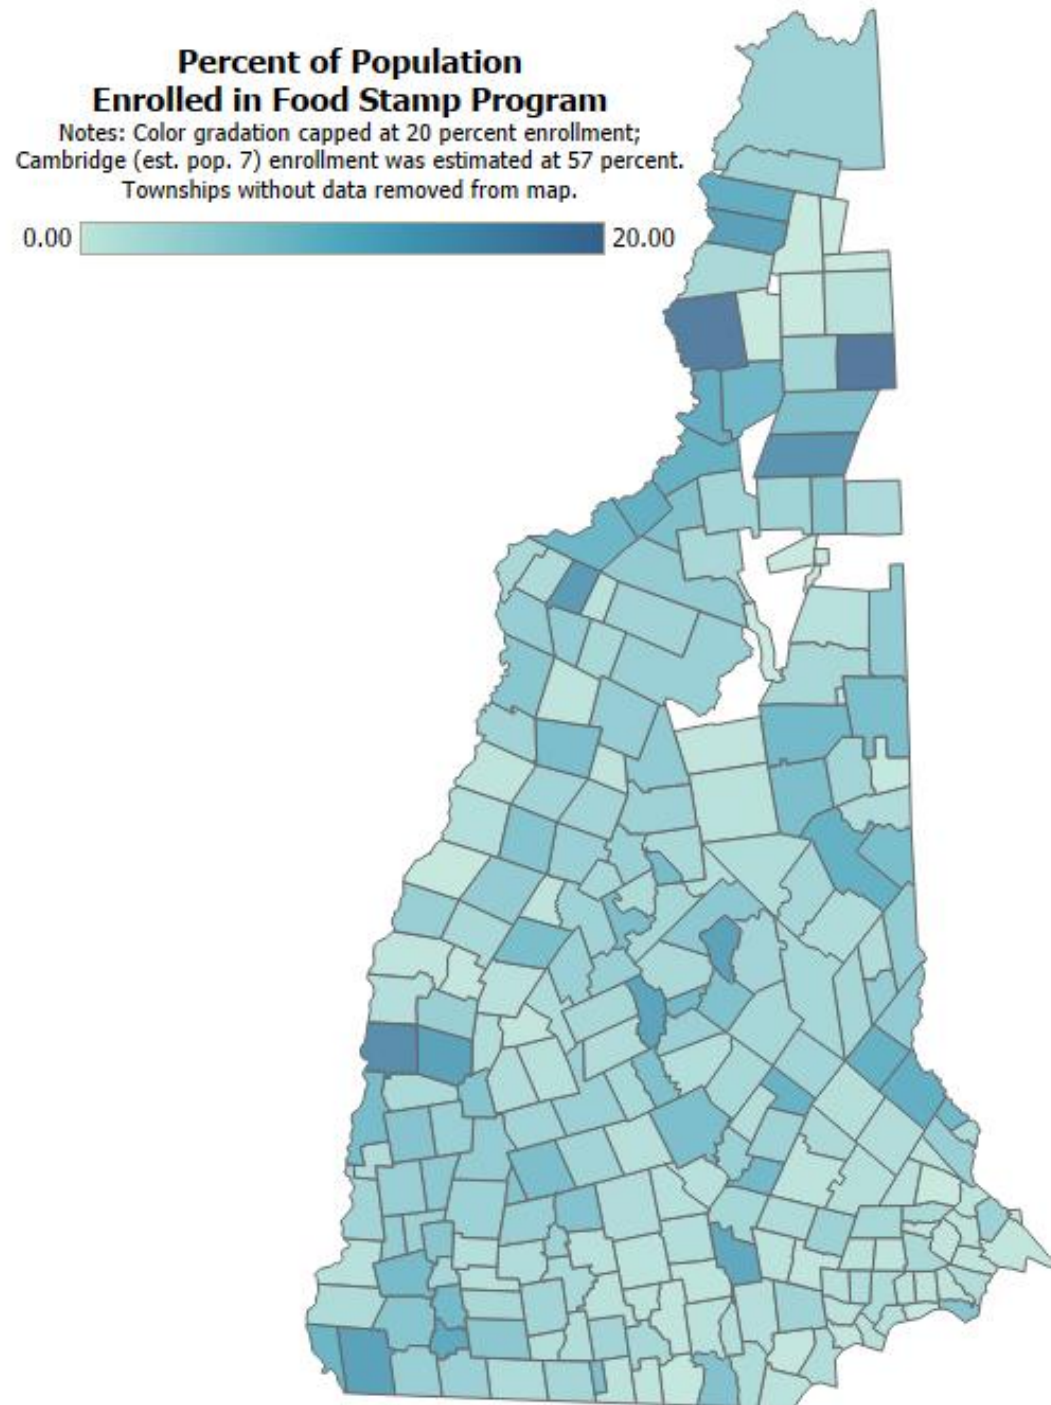 Percent of Population
Enrolled in Food Stamp Program
Notes: Color gradation capped at 20 percent enrollment;
Cambridge (est. pop. 7) enrollment was estimated at 57 percent.
Townships without data removed from map.
0.00 20.00